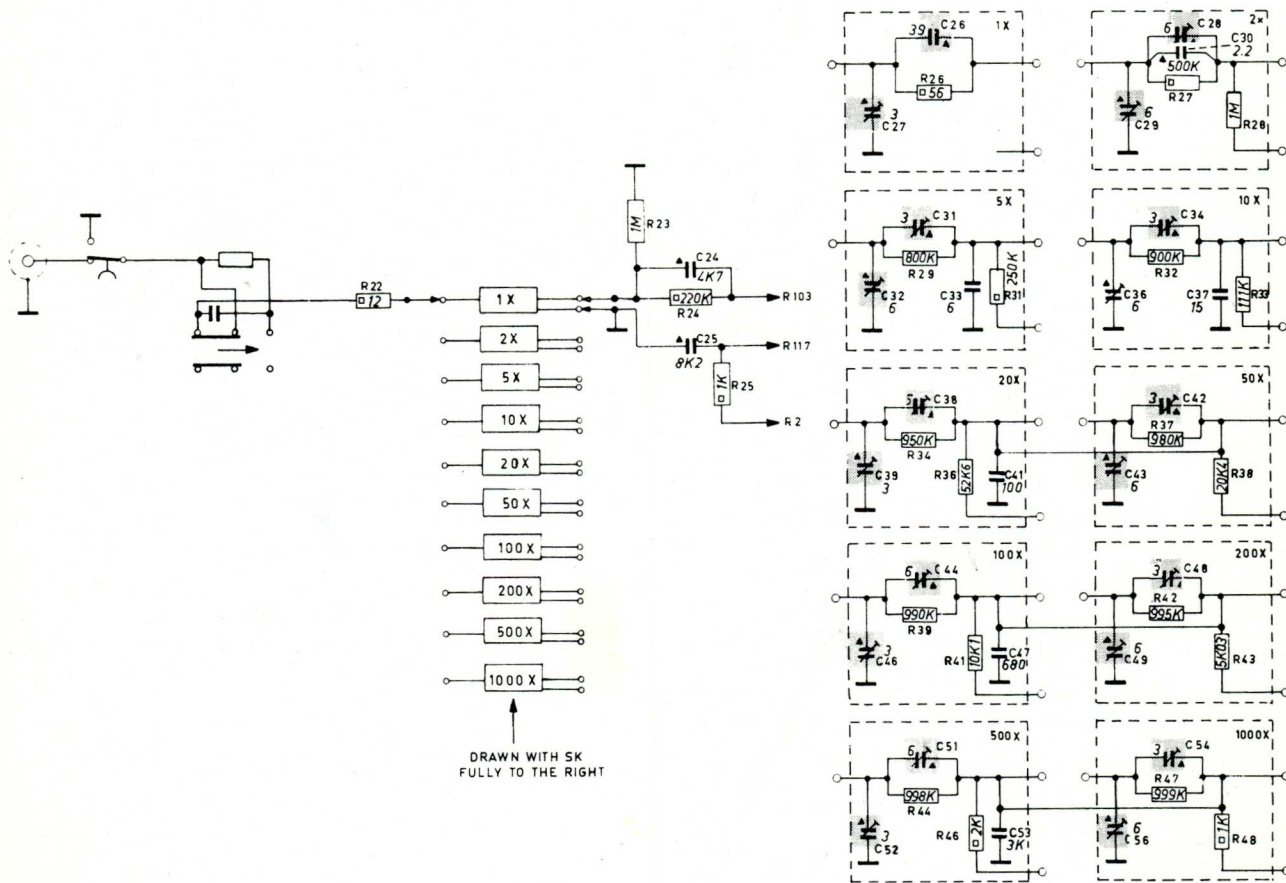 R22
12
1X
2X
5X
10X
20X
50X
100X
200X
500X
1000X
DRAWN WITH SK
FULLY TO THE RIGHT
1M
R23
C24
4K7
220K
R24
R103
C25
8K2
R117
1K
R25
R2
1X
39
C26
R26
56
3
C27
2x
6
C28
C30
2.2
500K
R27
6
C29
1M
R28
5X
3
C31
800K
R29
C32
6
C33
6
250K
R31
10X
3
C34
900K
R32
C36
6
C37
15
111K
R33
20X
C38
950K
R34
C39
3
R36
52K6
C41
100
50X
3
C42
R37
980K
C43
6
20K4
R38
100X
6
C44
990K
R39
3
C46
R41
10K1
C47
680
200X
3
C48
R42
995K
6
C49
5K03
R43
500X
6
C51
998K
R44
3
C52
R46
2K
C53
3K
1000X
3
C54
R47
999K
6
C56
1K
R48